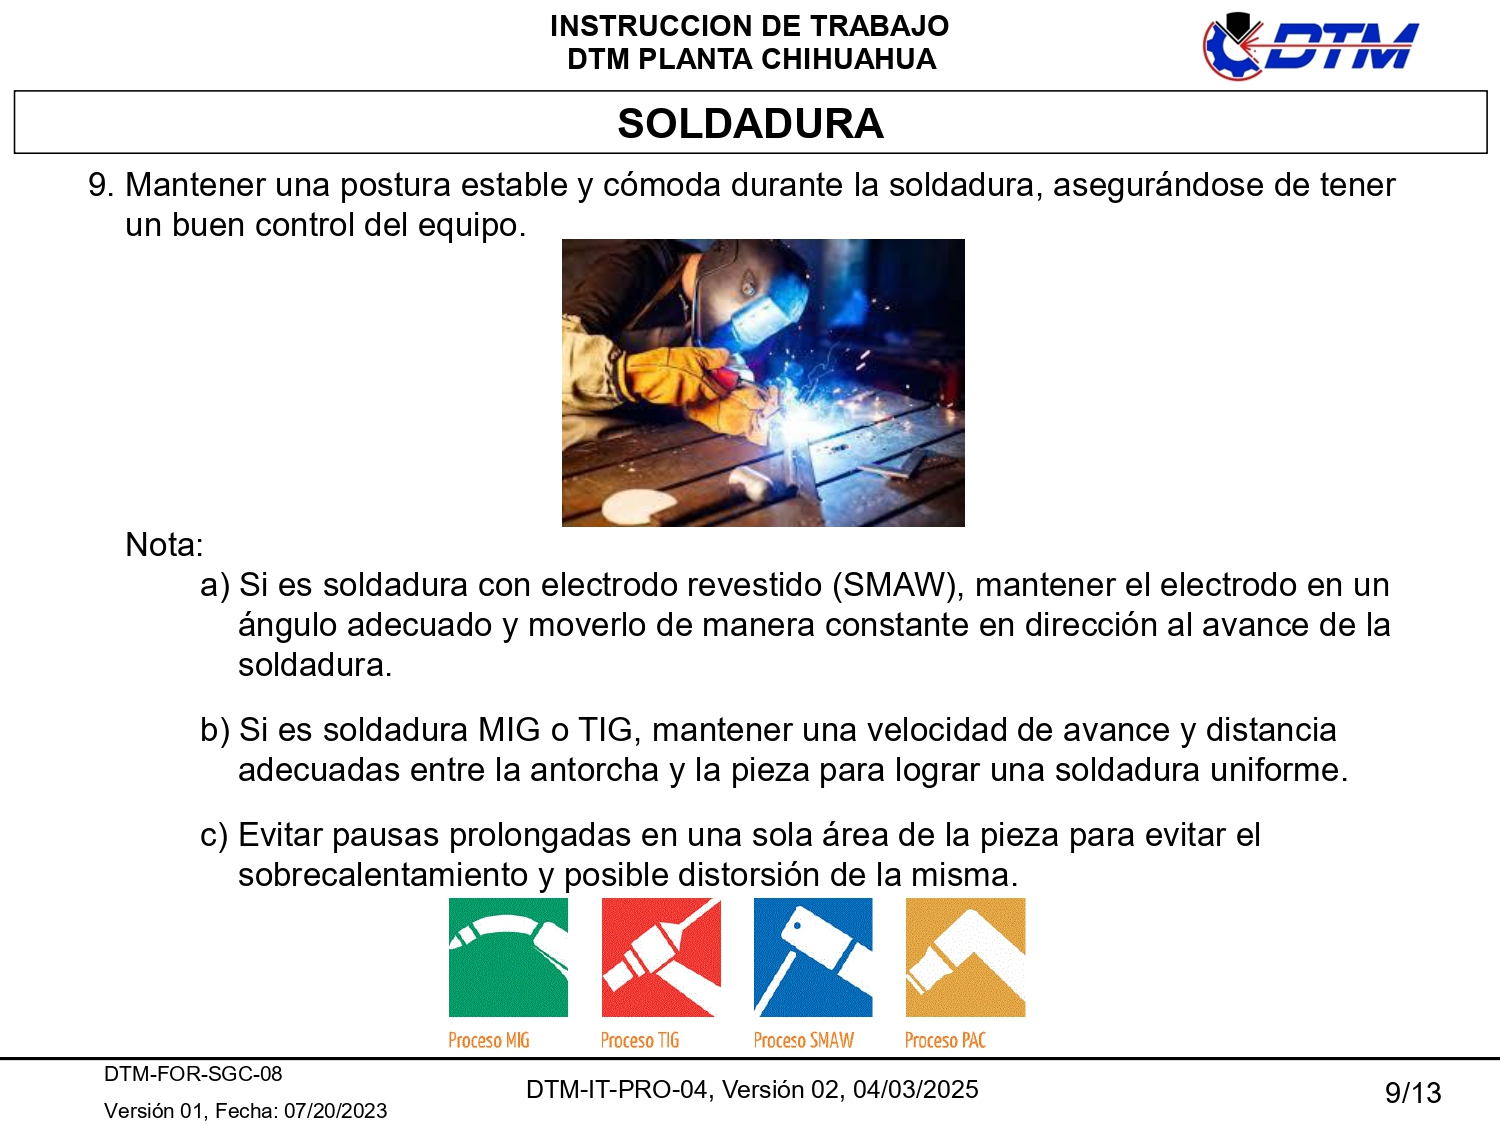 INSTRUCCION DE TRABAJO
DTM PLANTA CHIHUAHUA
DTM
SOLDADURA
9. Mantener una postura estable y cómoda durante la soldadura, asegurándose de tener
un buen control del equipo.
Nota:
a) Si es soldadura con electrodo revestido (SMAW), mantener el electrodo en un
ángulo adecuado y moverlo de manera constante en dirección al avance de la
soldadura.
b) Si es soldadura MIG o TIG, mantener una velocidad de avance y distancia
adecuadas entre la antorcha y la pieza para lograr una soldadura uniforme.
c) Evitar pausas prolongadas en una sola área de la pieza para evitar el
sobrecalentamiento y posible distorsión de la misma.
Proceso MIG
Proceso TIG
Proceso SMAW
Proceso PAC
DTM-FOR-SGC-08
Versión 01, Fecha: 07/20/2023
DTM-IT-PRO-04, Versión 02, 04/03/2025
9/13